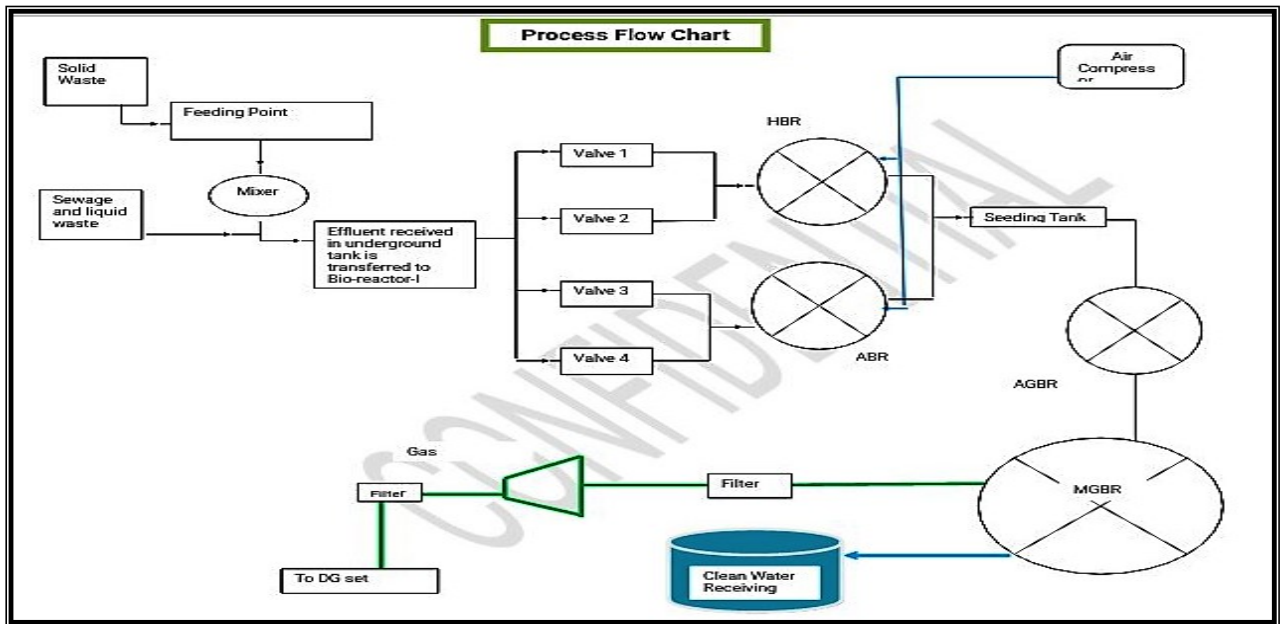 Process Flow Chart
Solid
Waste
Feeding Point
Mixer
Sewage
and liquid
waste
Effluent received
in underground
tank is
transferred to
Bio-reactor-I
Valve 1
Valve 2
Valve 3
Valve 4
HBR
ABR
Air
Compress
or
Seeding Tank
AGBR
MGBR
Filter
Gas
Filter
To DG set
Clean Water
Receiving
CONFIDENTIAL